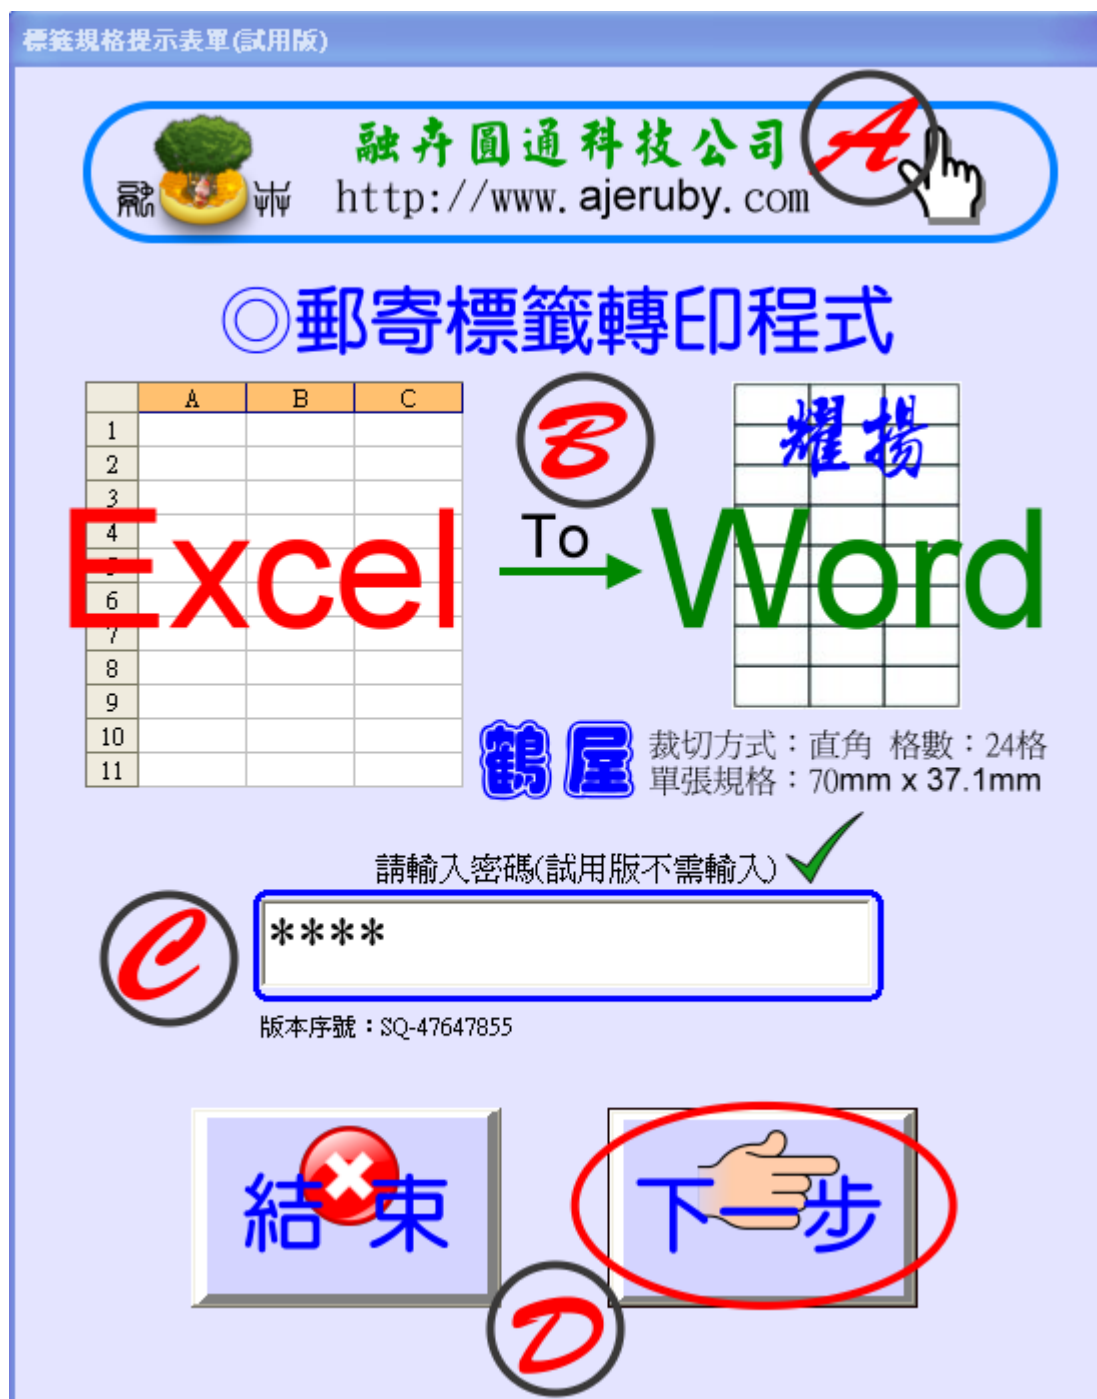 標籤規格提示表單(試用版)
融卉圓通科技公司
A
融 卉
http://www.ajeruby.com
◎郵寄標籤轉印程式
A B C
B
耀揚
1
2
3
4
6
7
8
9
10
11
Excel
To
Word
鶴屋
裁切方式：直角 格數：24格
單張規格：70mm x 37.1mm
請輸入密碼(試用版不需輸入)
C
****
版本序號：SQ-47647855
結束
下一步
D